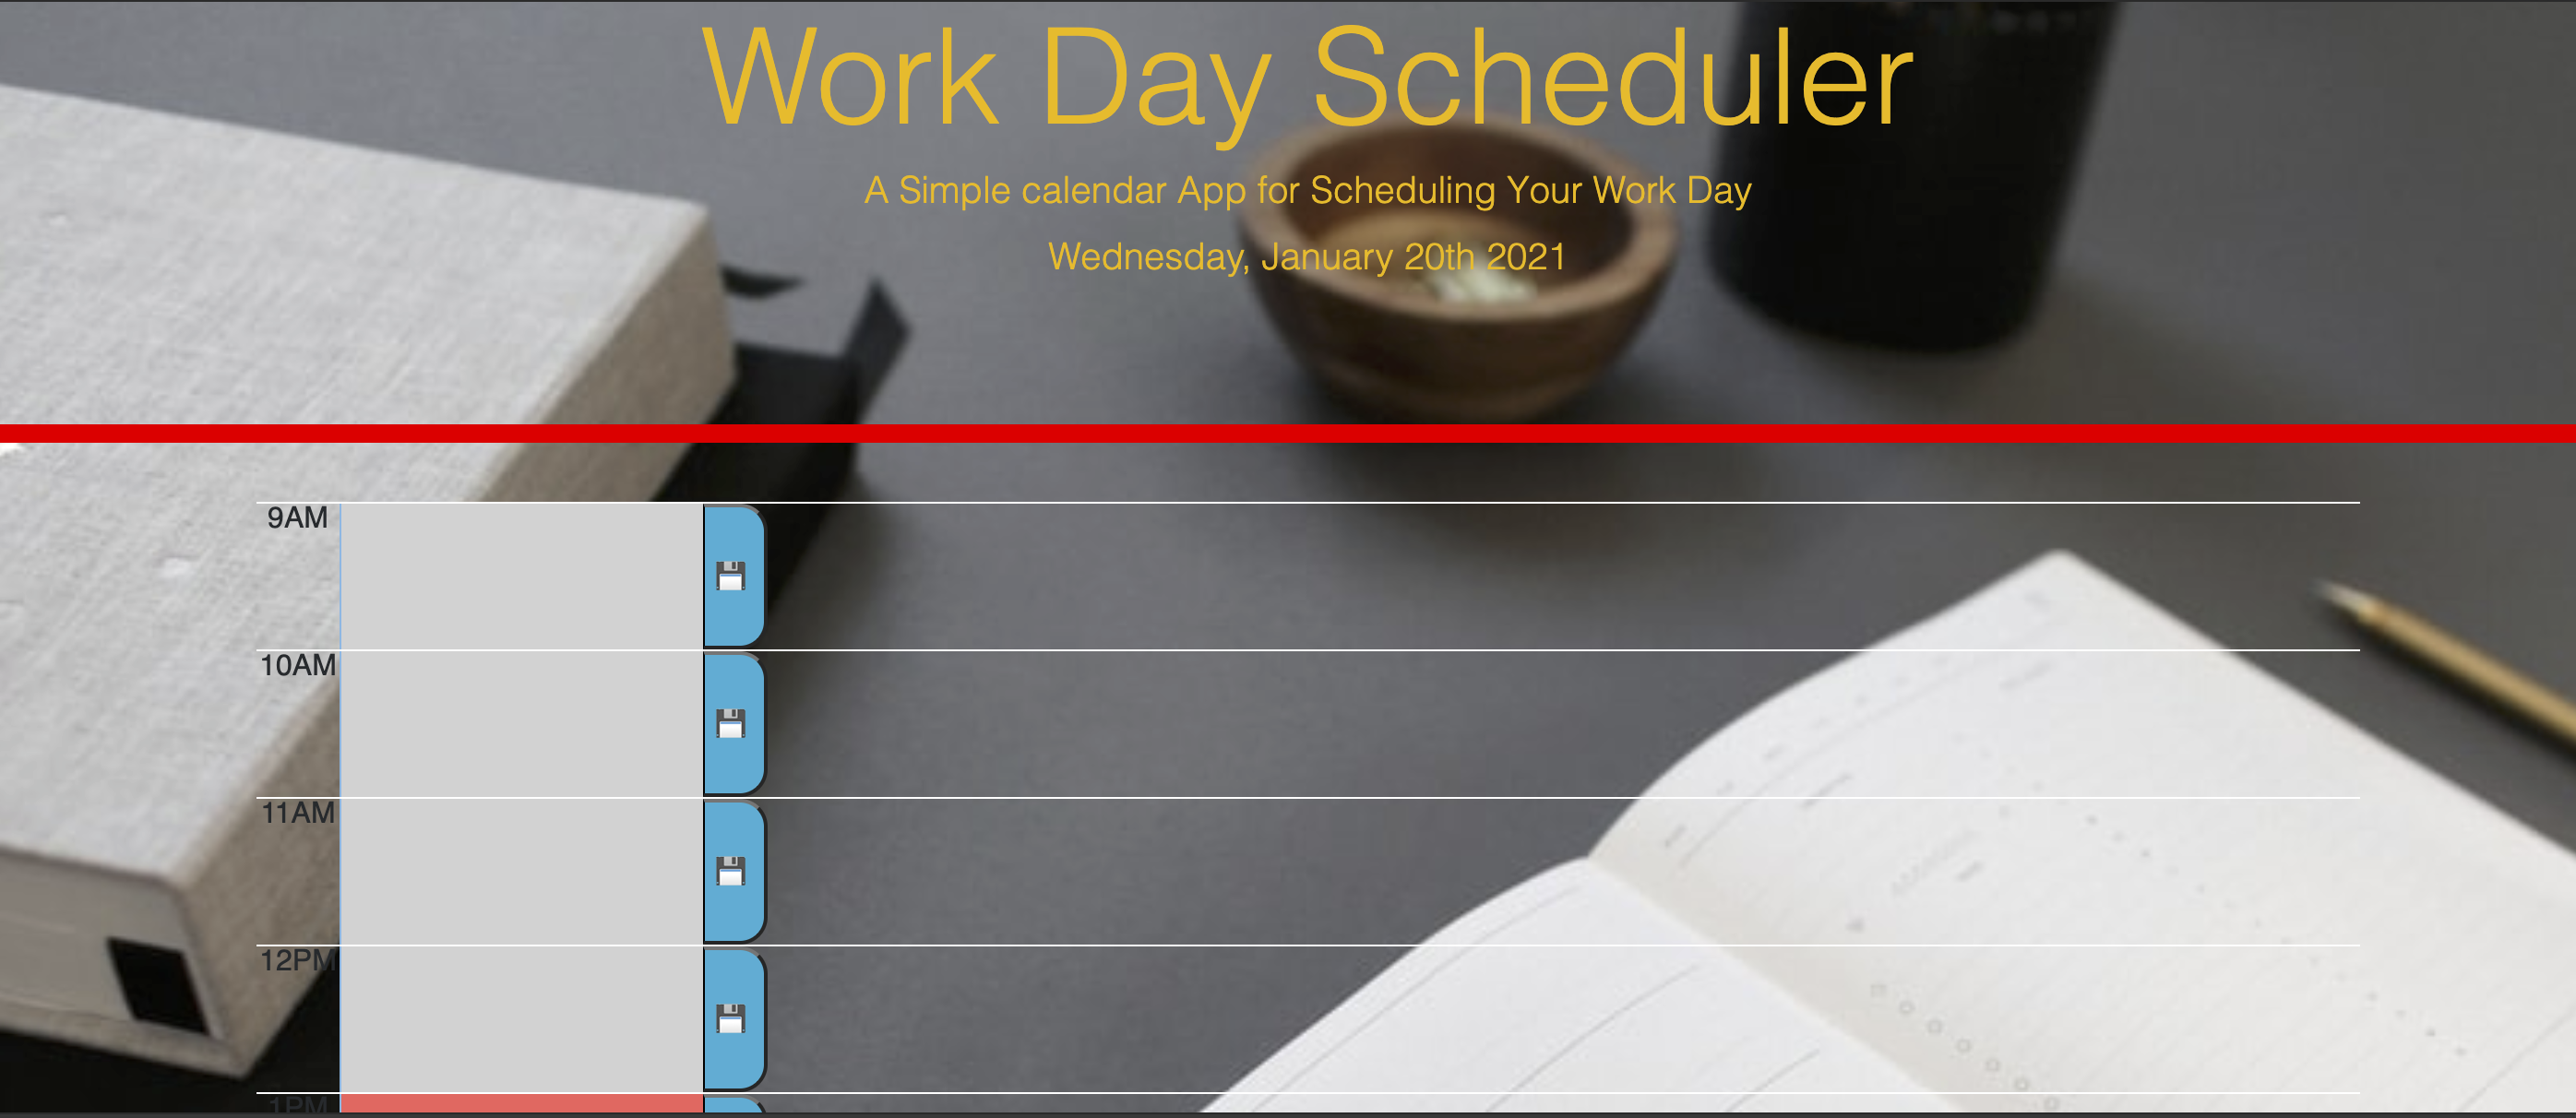 Work Day Scheduler
A Simple calendar App for Scheduling Your Work Day
Wednesday, January 20th 2021
9AM
10AM
11AM
12PM
1PM